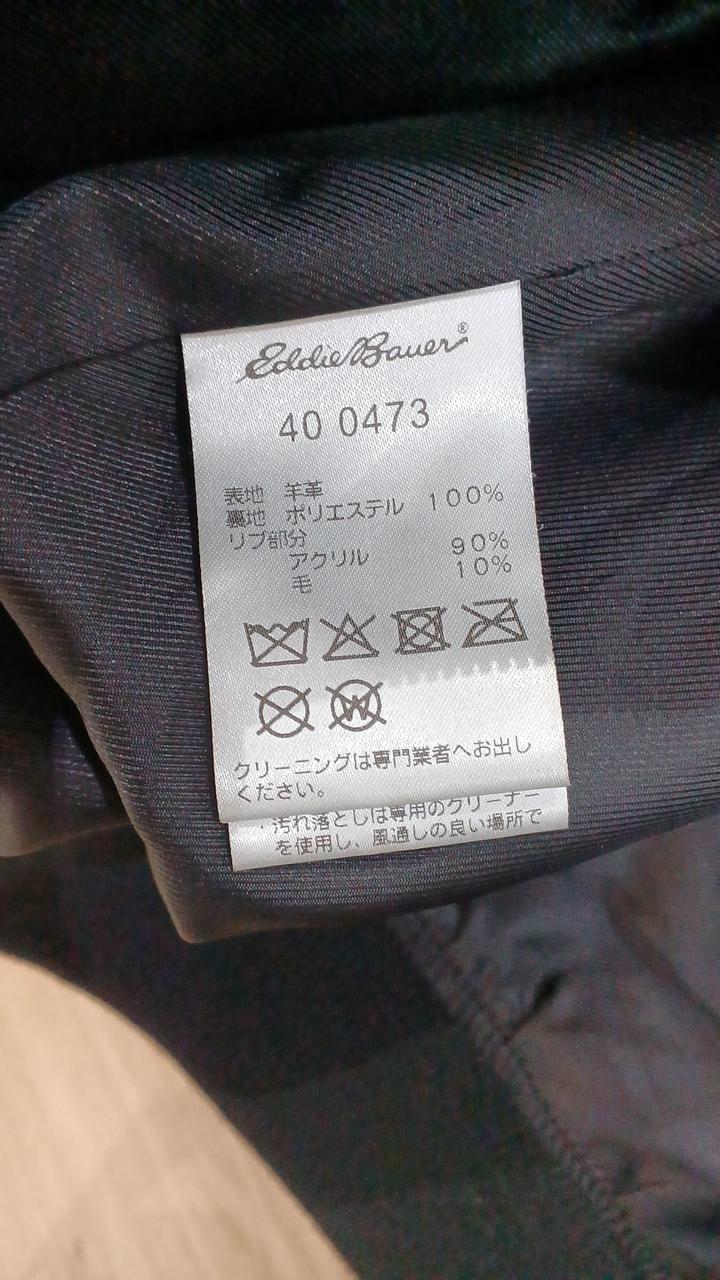 Eddie Bauer®
40 0473
表地 羊革
裏地 ポリエステル 100%
リブ部分
アクリル 90%
毛 10%
W
クリーニングは専門業者へお出し
ください。
・汚れ落としは専用のクリーナー
を使用し、風通しの良い場所で